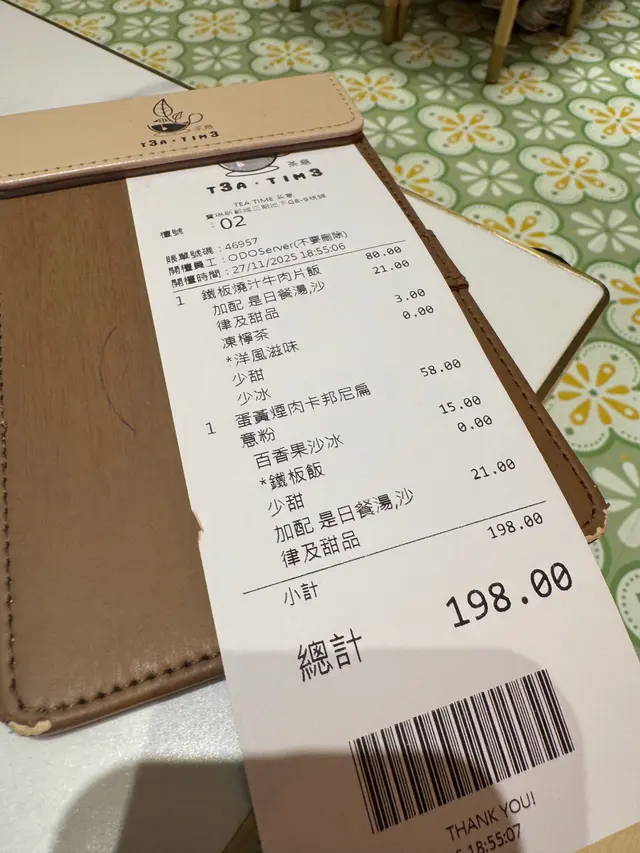 茶意
T3A·TIM3
茶意
T3A·TIM3
TEA TIME 茶意
G8-9號舖
檯號 : 02
賬單號碼 : 46957
開檯員工 : ODOServer(不要刪除)
開檯時間 : 27/11/2025 18:55:06
1 鐵板燒汁牛肉片飯 80.00
加配 是日餐湯,沙 21.00
律及甜品
凍檸茶 3.00
*洋風滋味 0.00
少甜
少冰
1 蛋黃煙肉卡邦尼扁 58.00
意粉
百香果沙冰 15.00
*鐵板飯 0.00
少甜
加配 是日餐湯,沙 21.00
律及甜品
小計 198.00
總計 198.00
THANK YOU!
18:55:07